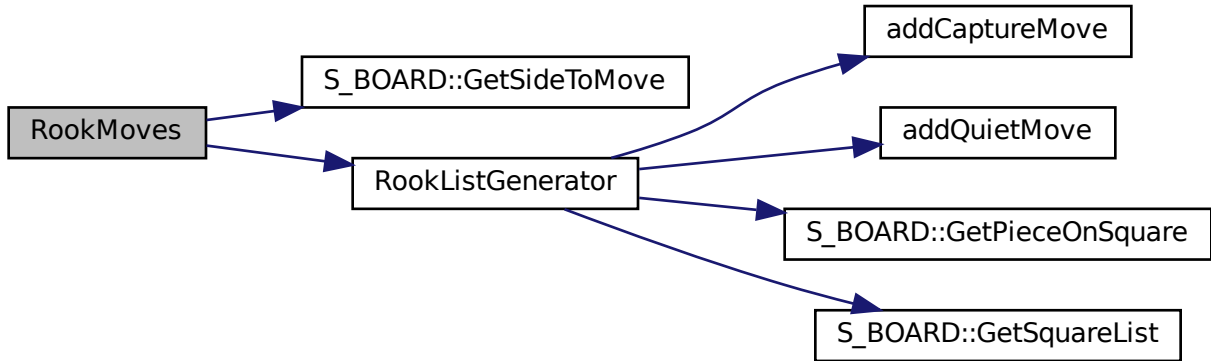 RookMoves
S_BOARD::GetSideToMove
RookListGenerator
addCaptureMove
addQuietMove
S_BOARD::GetPieceOnSquare
S_BOARD::GetSquareList